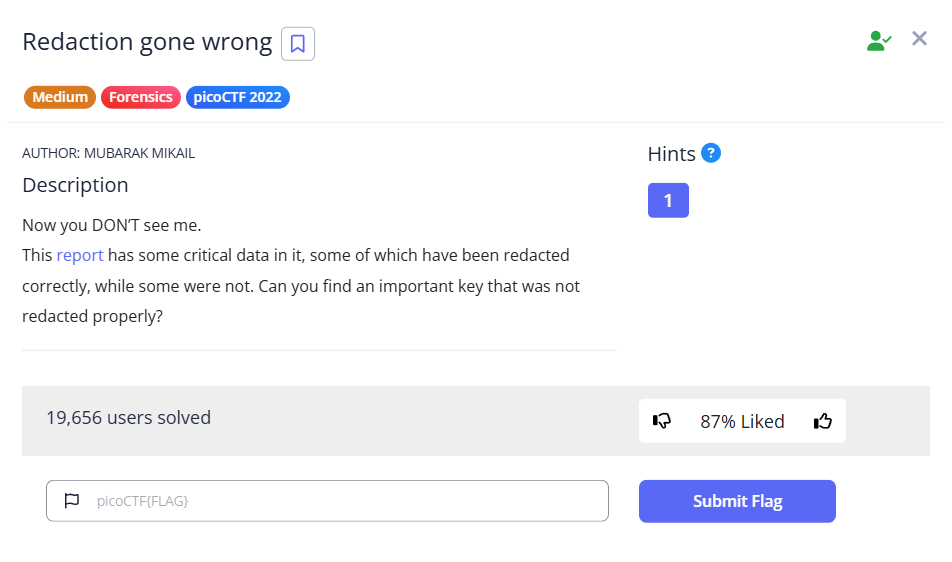 Redaction gone wrong
Medium Forensics picoCTF 2022
AUTHOR: MUBARAK MIKAIL
Description
Now you DON’T see me.
This report has some critical data in it, some of which have been redacted
correctly, while some were not. Can you find an important key that was not
redacted properly?
Hints ?
1
19,656 users solved
87% Liked
picoCTF{FLAG}
Submit Flag